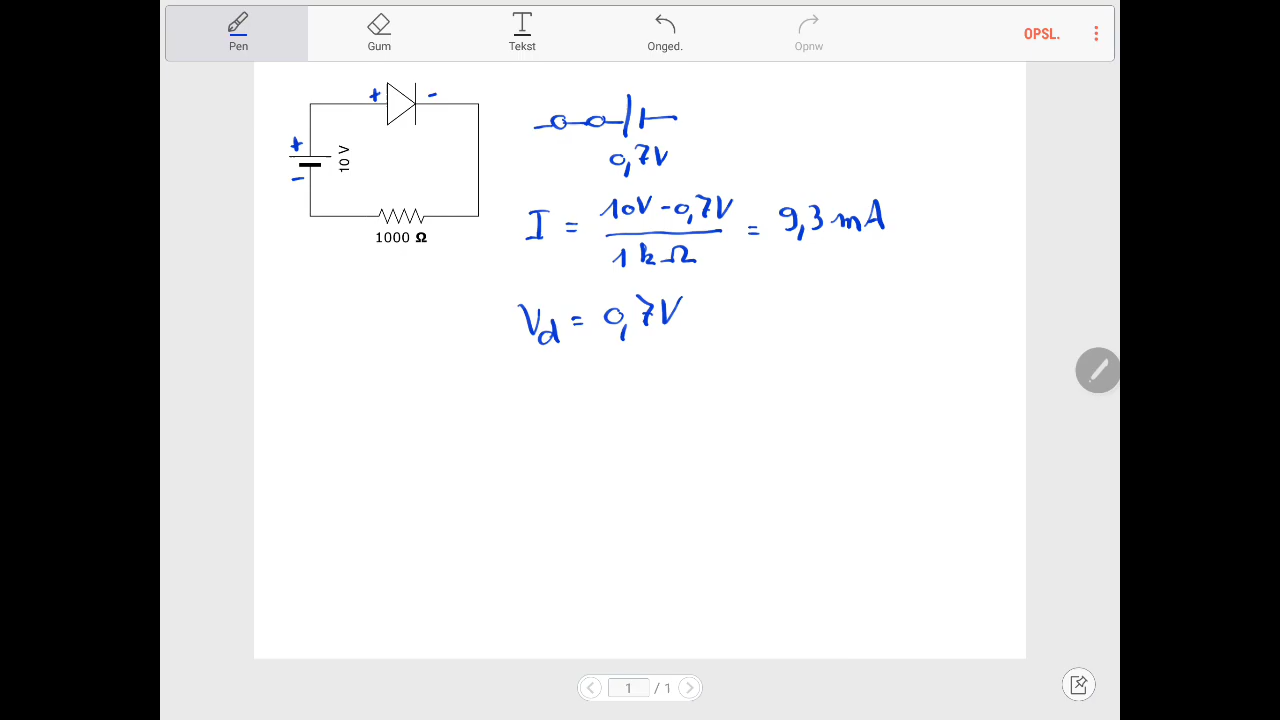 Pen
Gum
Tekst
Onged.
Opnw
OPSL.
+ -
+
10 V
-
1000 Ω
0,7V
I = 10V - 0,7V / 1kΩ = 9,3 mA
Vd = 0,7V
1 / 1